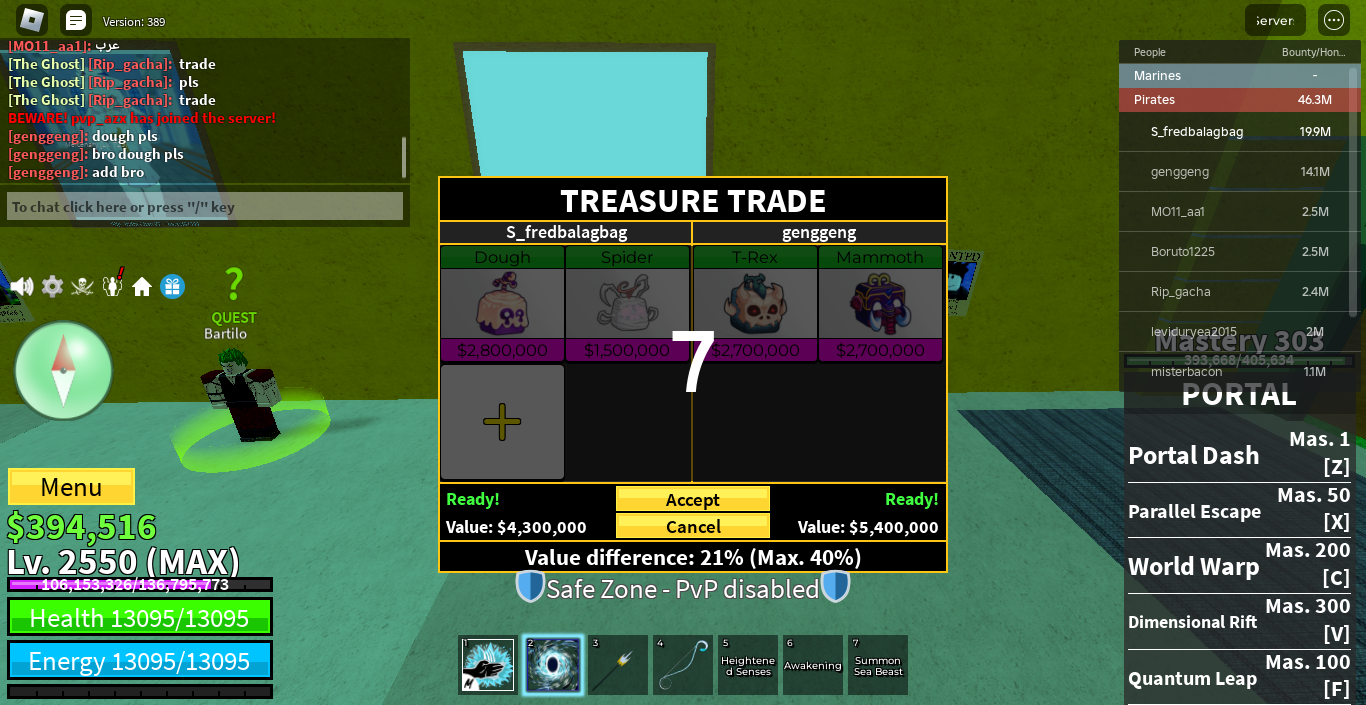 Version: 389
Server
[MO11_aa1]: عرب
[The Ghost] [Rip_gacha]: trade
[The Ghost] [Rip_gacha]: pls
[The Ghost] [Rip_gacha]: trade
BEWARE! pvp_azx has joined the server!
[genggeng]: dough pls
[genggeng]: bro dough pls
[genggeng]: add bro
To chat click here or press "/" key
People Bounty/Hon...
Marines -
Pirates 46.3M
S_fredbalagbag 19.9M
genggeng 14.1M
MO11_aa1 2.5M
Boruto1225 2.5M
Rip_gacha 2.4M
leviduryea2015 2M
misterbacon 1.1M
TREASURE TRADE
S_fredbalagbag genggeng
Dough Spider T-Rex Mammoth
$2,800,000 $1,500,000 $2,700,000 $2,700,000
7
Ready! Accept Ready!
Value: $4,300,000 Cancel Value: $5,400,000
Value difference: 21% (Max. 40%)
Safe Zone - PvP disabled
!
?
QUEST
Bartilo
Menu
$394,516
Lv. 2550 (MAX)
106,153,326/136,795,773
Health 13095/13095
Energy 13095/13095
1 2 3 4 5 6 7
M
Heightene
d Senses
Awakening
Summon
Sea Beast
Mastery 303
393,668/405,634
PORTAL
Portal Dash Mas. 1 [Z]
Parallel Escape Mas. 50 [X]
World Warp Mas. 200 [C]
Dimensional Rift Mas. 300 [V]
Quantum Leap Mas. 100 [F]